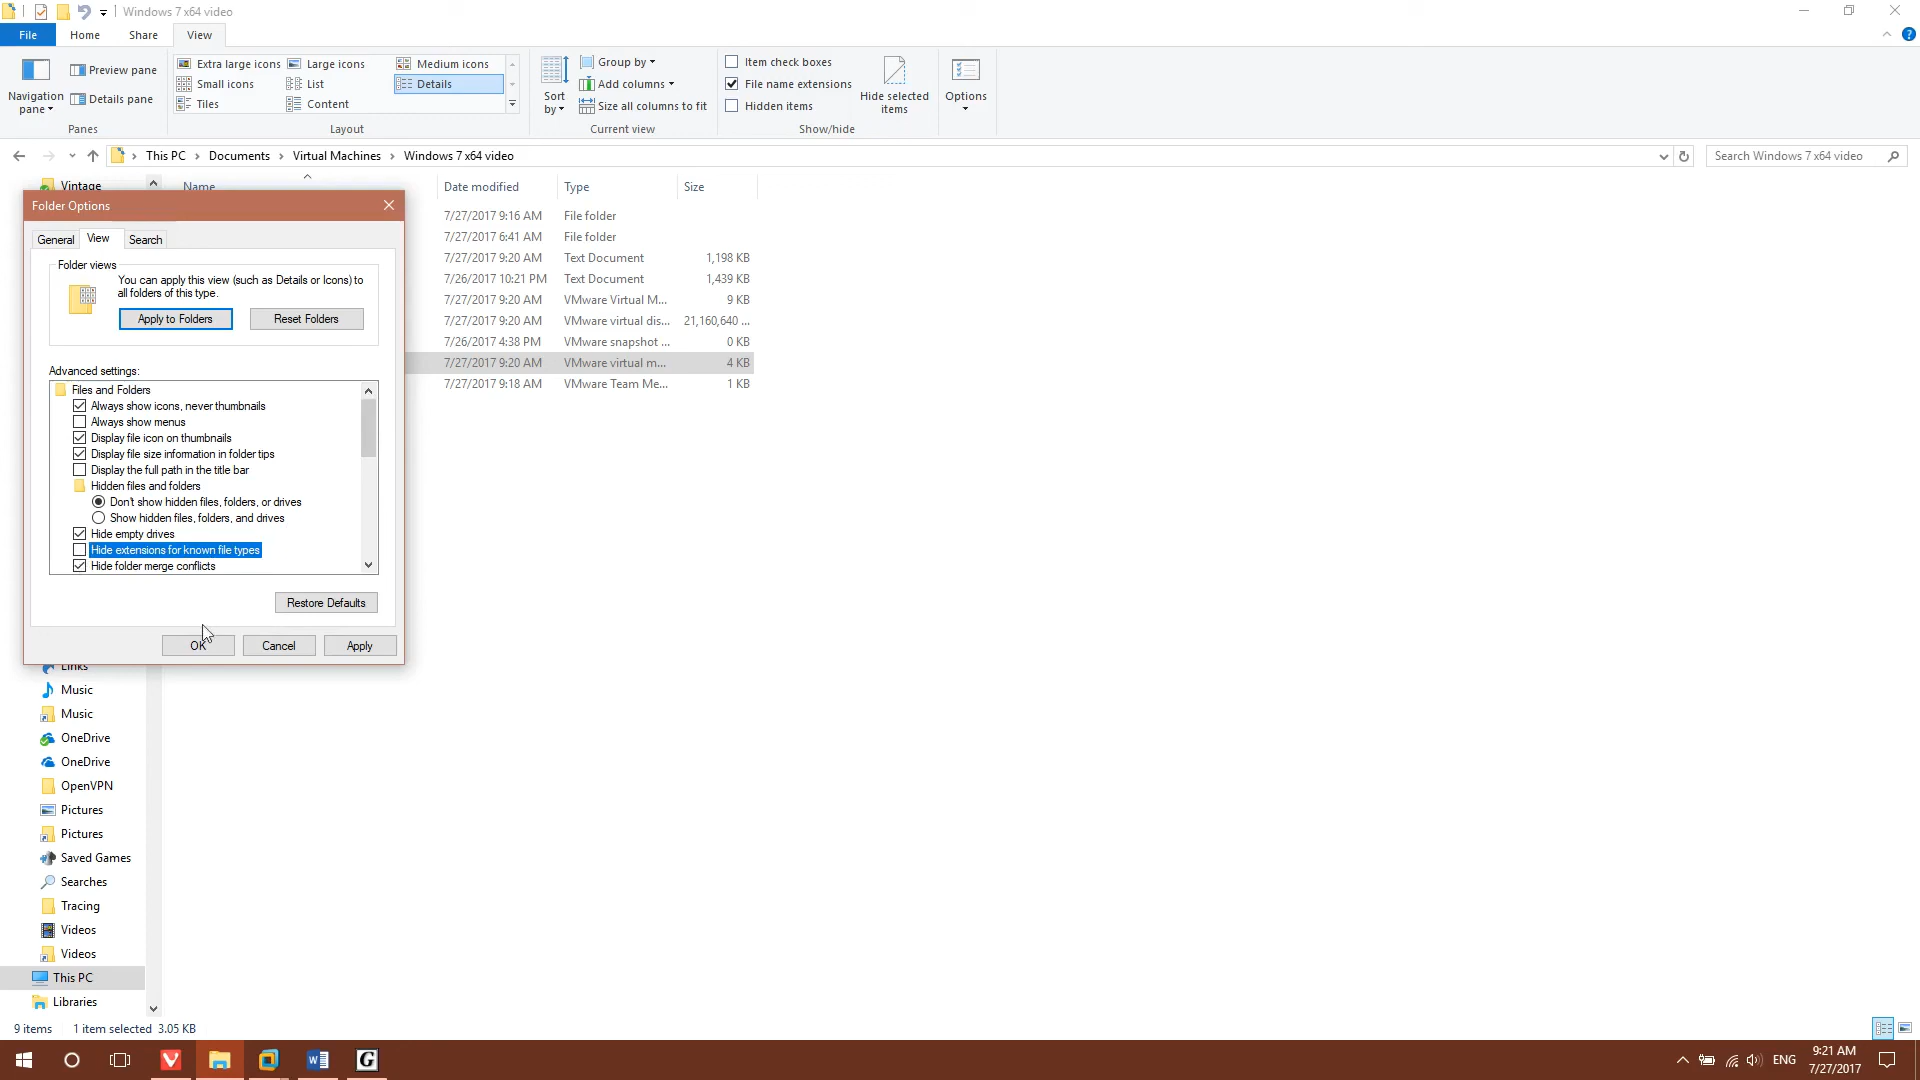 Windows 7 x64 video
File Home Share View
Navigation pane
Preview pane
Details pane
Panes
Extra large icons Large icons Medium icons
Small icons List Details
Tiles Content
Layout
Sort by
Group by
Add columns
Size all columns to fit
Current view
Item check boxes
File name extensions
Hidden items
Hide selected items
Show/hide
Options
This PC > Documents > Virtual Machines > Windows 7 x64 video
Search Windows 7 x64 video
Vintage
Name Date modified Type Size
7/27/2017 9:16 AM File folder
7/27/2017 6:41 AM File folder
7/27/2017 9:20 AM Text Document 1,198 KB
7/26/2017 10:21 PM Text Document 1,439 KB
7/27/2017 9:20 AM VMware Virtual M... 9 KB
7/27/2017 9:20 AM VMware virtual dis... 21,160,640 ...
7/26/2017 4:38 PM VMware snapshot ... 0 KB
7/27/2017 9:20 AM VMware virtual m... 4 KB
7/27/2017 9:18 AM VMware Team Me... 1 KB
Folder Options
General View Search
Folder views
You can apply this view (such as Details or Icons) to
all folders of this type.
Apply to Folders Reset Folders
Advanced settings:
Files and Folders
Always show icons, never thumbnails
Always show menus
Display file icon on thumbnails
Display file size information in folder tips
Display the full path in the title bar
Hidden files and folders
Don't show hidden files, folders, or drives
Show hidden files, folders, and drives
Hide empty drives
Hide extensions for known file types
Hide folder merge conflicts
Restore Defaults
OK Cancel Apply
Links
Music
Music
OneDrive
OneDrive
OpenVPN
Pictures
Pictures
Saved Games
Searches
Tracing
Videos
Videos
This PC
Libraries
9 items 1 item selected 3.05 KB
ENG
9:21 AM
7/27/2017